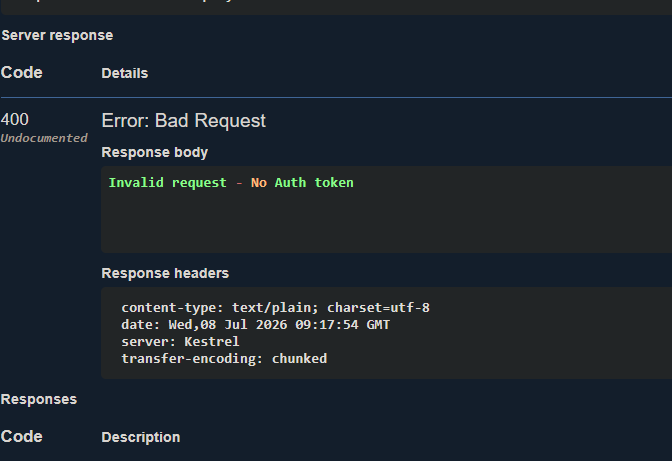 Server response
Code Details
400 Error: Bad Request
Undocumented
Response body
Invalid request - No Auth token
Response headers
content-type: text/plain; charset=utf-8
date: Wed,08 Jul 2026 09:17:54 GMT
server: Kestrel
transfer-encoding: chunked
Responses
Code Description